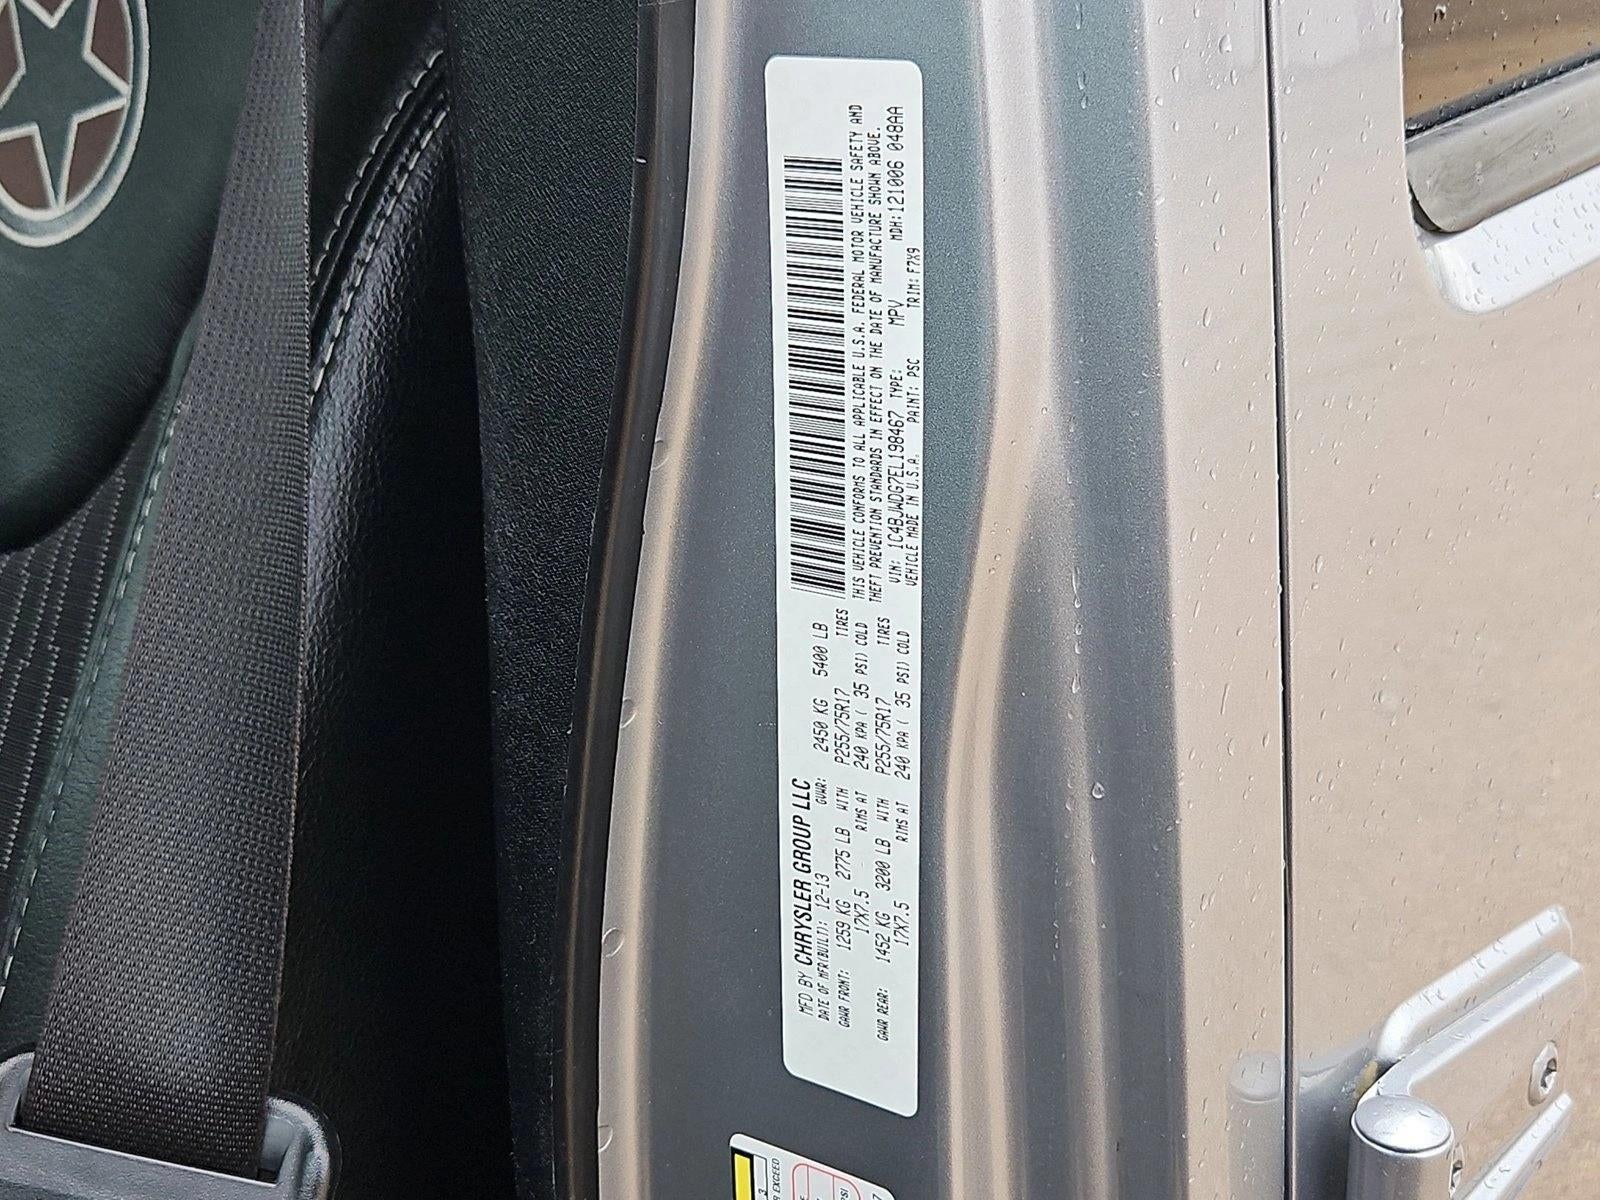 MFD BY CHRYSLER GROUP LLC
DATE OF MFR(BUILT): 12-13 GVWR: 2450 KG 5400 LB
GAWR FRONT: 1259 KG 2775 LB WITH P255/75R17 TIRES
17X7.5 RIMS AT 240 KPA ( 35 PSI) COLD
GAWR REAR: 1452 KG 3200 LB WITH P255/75R17 TIRES
17X7.5 RIMS AT 240 KPA ( 35 PSI) COLD
THIS VEHICLE CONFORMS TO ALL APPLICABLE U.S.A. FEDERAL MOTOR VEHICLE SAFETY AND
THEFT PREVENTION STANDARDS IN EFFECT ON THE DATE OF MANUFACTURE SHOWN ABOVE.
VIN: 1C4BJWDG7EL198467 TYPE: MPV MDH:121006 048AA
VEHICLE MADE IN U.S.A. PAINT: PSC TRIM: F7X9
3
EXCEED
PSI
7